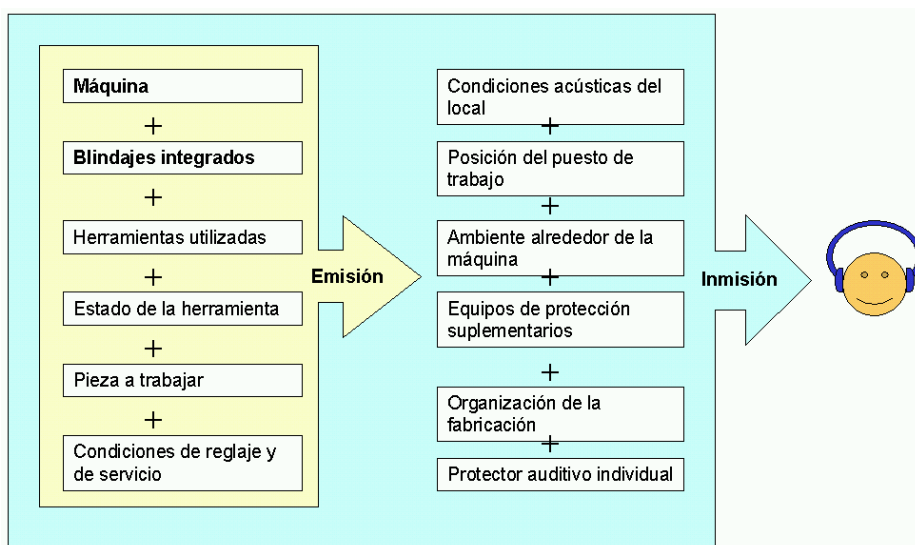 Máquina
+
Blindajes integrados
+
Herramientas utilizadas
+
Estado de la herramienta
+
Pieza a trabajar
+
Condiciones de reglaje y
de servicio
Emisión
Condiciones acústicas del
local
+
Posición del puesto de
trabajo
+
Ambiente alrededor de la
máquina
+
Equipos de protección
suplementarios
+
Organización de la
fabricación
+
Protector auditivo individual
Inmisión